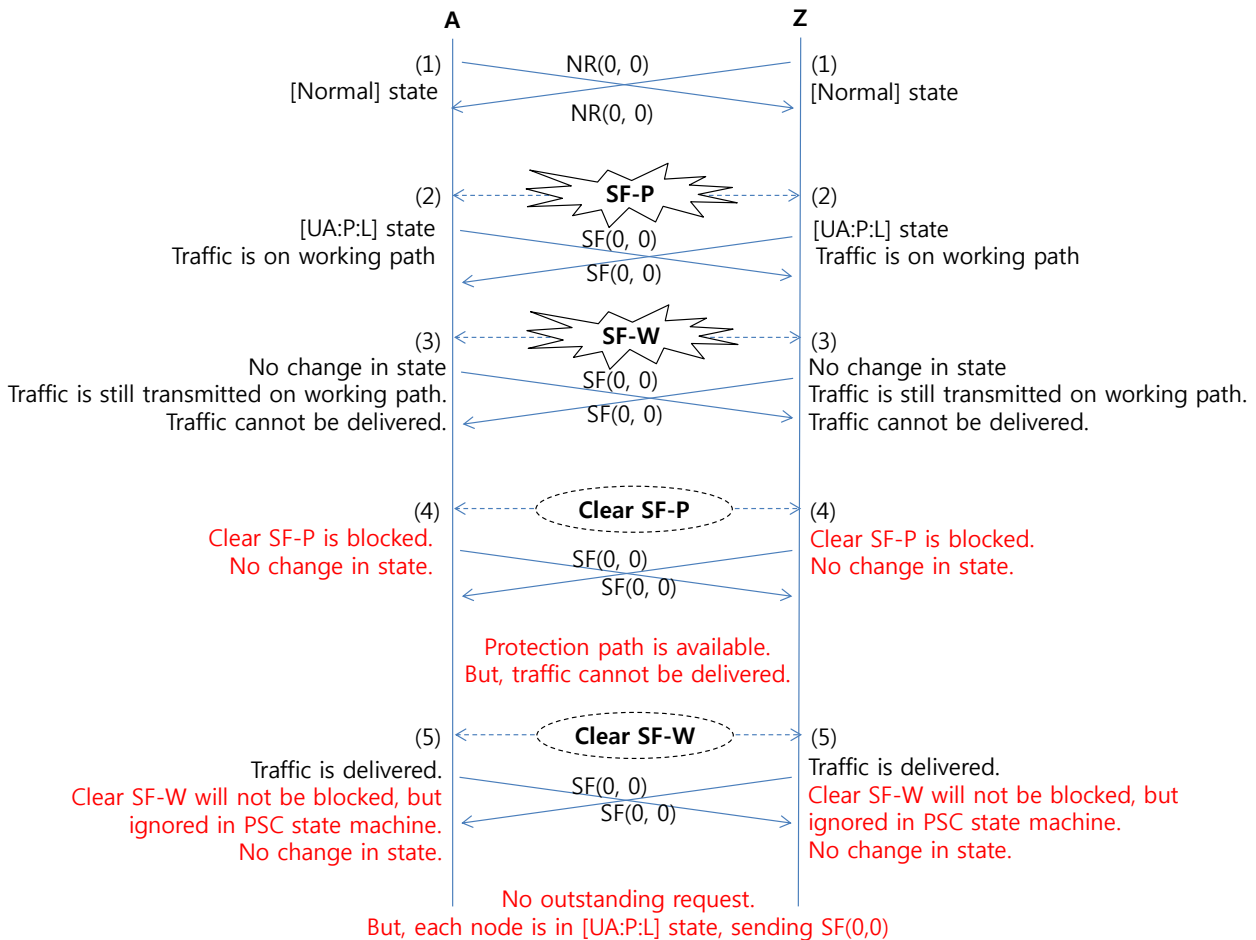 A
Z
(1)
NR(0, 0)
(1)
[Normal] state
[Normal] state
NR(0, 0)
(2)
SF-P
(2)
[UA:P:L] state
SF(0, 0)
[UA:P:L] state
Traffic is on working path
SF(0, 0)
Traffic is on working path
(3)
SF-W
(3)
No change in state
SF(0, 0)
No change in state
Traffic is still transmitted on working path.
Traffic is still transmitted on working path.
SF(0, 0)
Traffic cannot be delivered.
Traffic cannot be delivered.
(4)
Clear SF-P
(4)
Clear SF-P is blocked.
Clear SF-P is blocked.
No change in state.
SF(0, 0)
No change in state.
SF(0, 0)
Protection path is available.
But, traffic cannot be delivered.
(5)
Clear SF-W
(5)
Traffic is delivered.
Traffic is delivered.
SF(0, 0)
Clear SF-W will not be blocked, but
Clear SF-W will not be blocked, but
SF(0, 0)
ignored in PSC state machine.
ignored in PSC state machine.
No change in state.
No change in state.
No outstanding request.
But, each node is in [UA:P:L] state, sending SF(0,0)